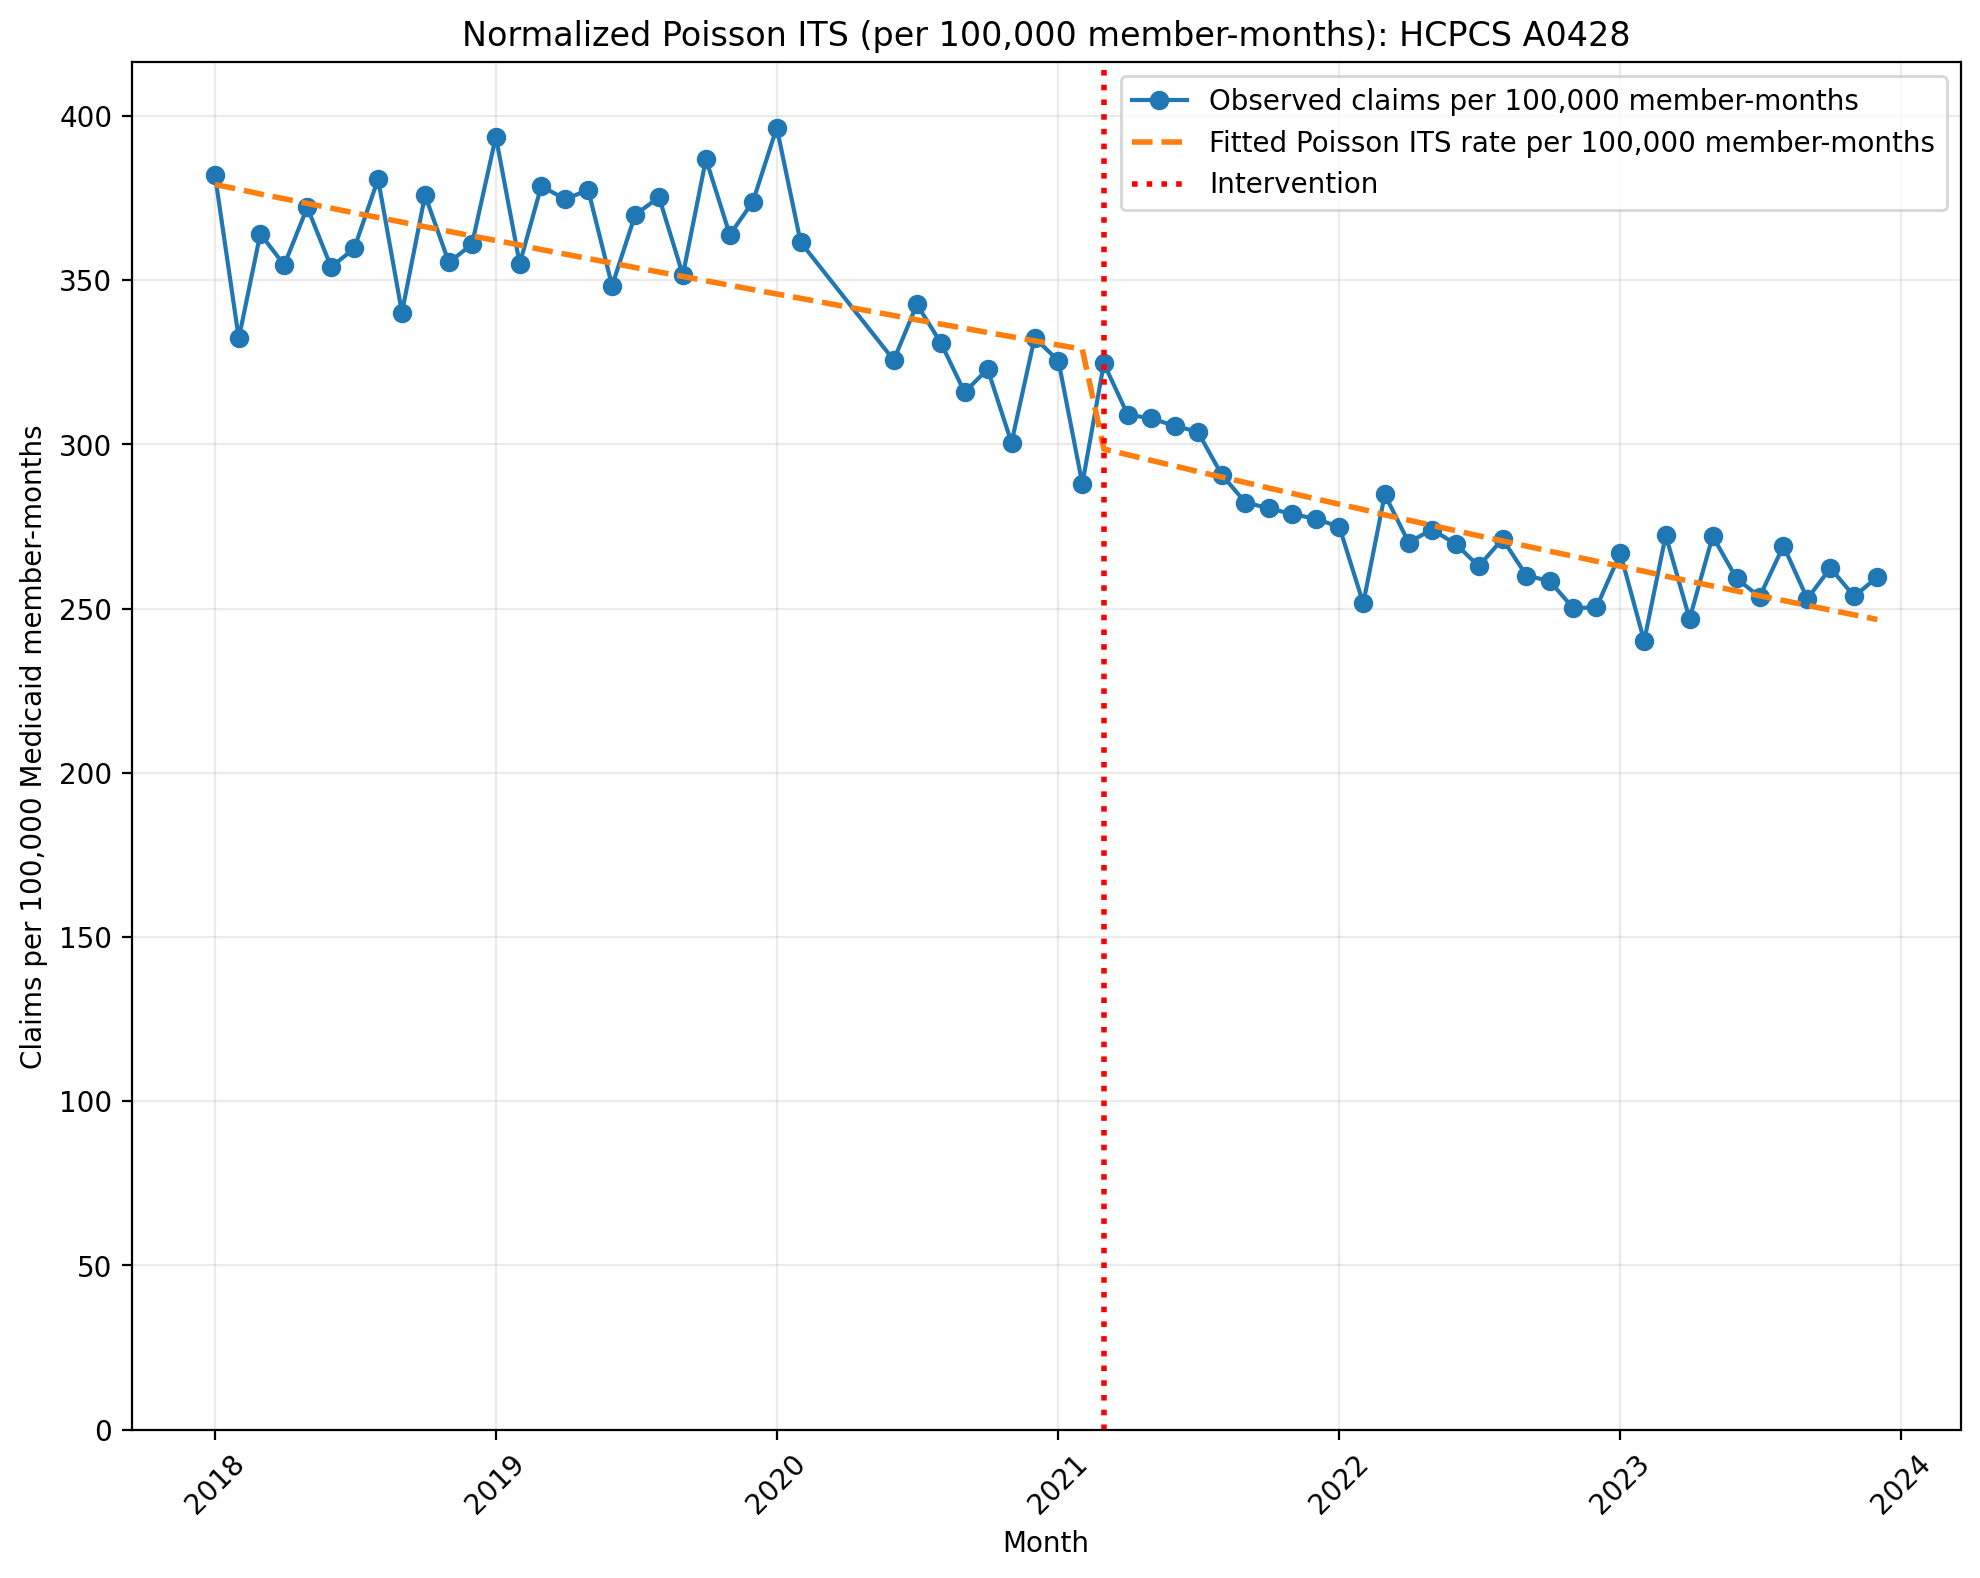 Normalized Poisson ITS (per 100,000 member-months): HCPCS A0428
Observed claims per 100,000 member-months
Fitted Poisson ITS rate per 100,000 member-months
Intervention
Claims per 100,000 Medicaid member-months
400
350
300
250
200
150
100
50
0
2018
2019
2020
2021
2022
2023
2024
Month